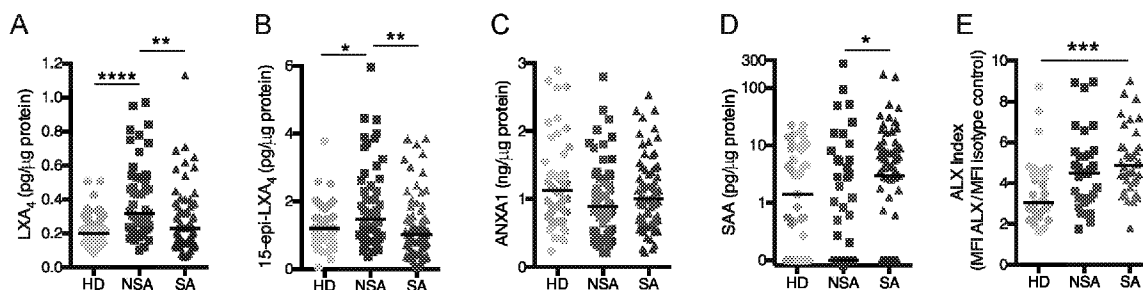 A
LXA4 (pg/µg protein)
1.2
1.0
0.8
0.6
0.4
0.2
0.0
****
**
HD NSA SA
B
15-epi-LXA4 (pg/µg protein)
6
4
2
0
*
**
HD NSA SA
C
ANXA1 (ng/µg protein)
3
2
1
0
HD NSA SA
D
SAA (pg/µg protein)
300
100
10
1
0
*
HD NSA SA
E
ALX Index
(MFI ALX/MFI Isotype control)
10
8
6
4
2
0
***
HD NSA SA